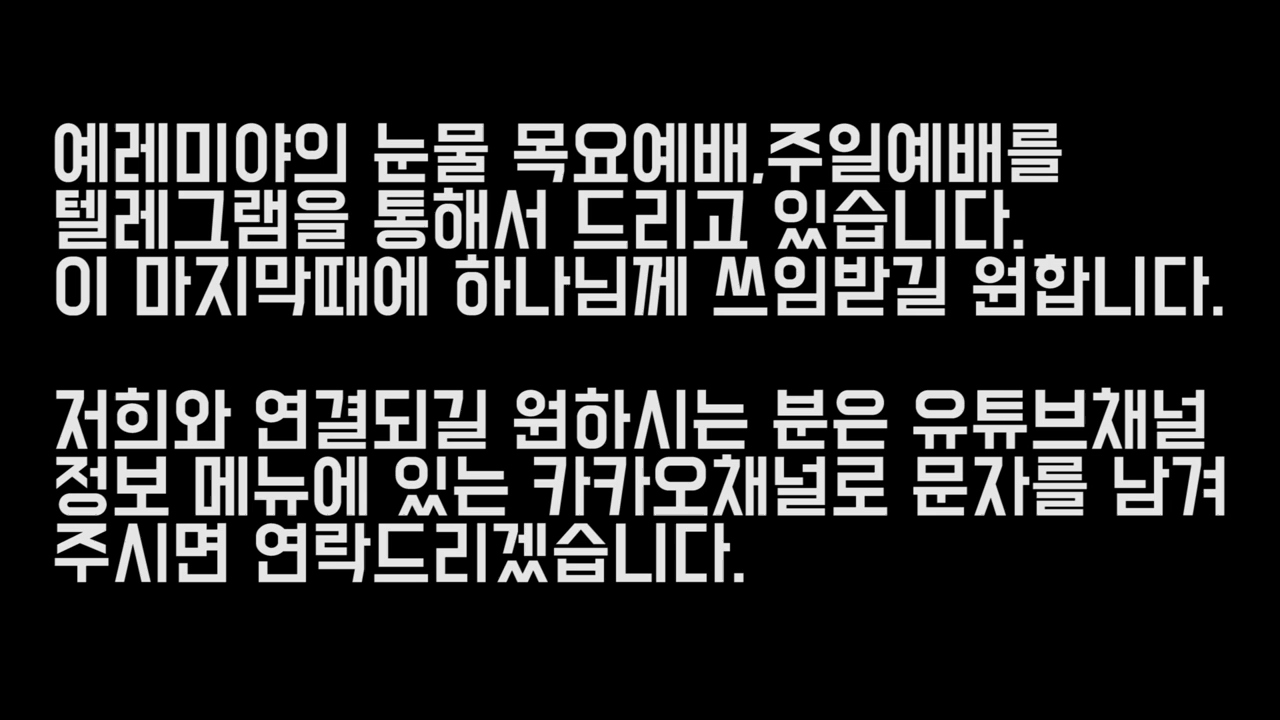 예레미야의 눈물 목요예배,주일예배를
텔레그램을 통해서 드리고 있습니다.
이 마지막때에 하나님께 쓰임받길 원합니다.
저희와 연결되길 원하시는 분은 유튜브채널
정보 메뉴에 있는 카카오채널로 문자를 남겨
주시면 연락드리겠습니다.